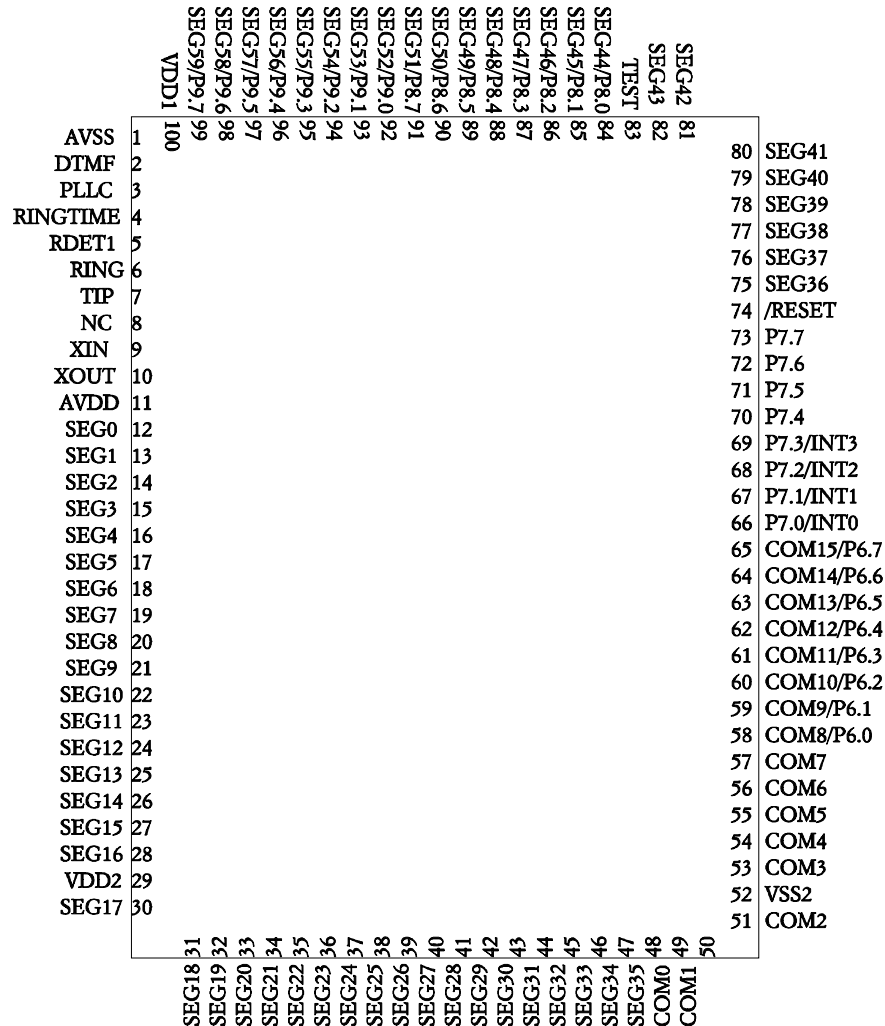 VDD1 100
SEG59/P9.7 99
SEG58/P9.6 98
SEG57/P9.5 97
SEG56/P9.4 96
SEG55/P9.3 95
SEG54/P9.2 94
SEG53/P9.1 93
SEG52/P9.0 92
SEG51/P8.7 91
SEG50/P8.6 90
SEG49/P8.5 89
SEG48/P8.4 88
SEG47/P8.3 87
SEG46/P8.2 86
SEG45/P8.1 85
SEG44/P8.0 84
TEST 83
SEG43 82
SEG42 81
AVSS 1
DTMF 2
PLLC 3
RINGTIME 4
RDET1 5
RING 6
TIP 7
NC 8
XIN 9
XOUT 10
AVDD 11
SEG0 12
SEG1 13
SEG2 14
SEG3 15
SEG4 16
SEG5 17
SEG6 18
SEG7 19
SEG8 20
SEG9 21
SEG10 22
SEG11 23
SEG12 24
SEG13 25
SEG14 26
SEG15 27
SEG16 28
VDD2 29
SEG17 30
80 SEG41
79 SEG40
78 SEG39
77 SEG38
76 SEG37
75 SEG36
74 /RESET
73 P7.7
72 P7.6
71 P7.5
70 P7.4
69 P7.3/INT3
68 P7.2/INT2
67 P7.1/INT1
66 P7.0/INT0
65 COM15/P6.7
64 COM14/P6.6
63 COM13/P6.5
62 COM12/P6.4
61 COM11/P6.3
60 COM10/P6.2
59 COM9/P6.1
58 COM8/P6.0
57 COM7
56 COM6
55 COM5
54 COM4
53 COM3
52 VSS2
51 COM2
SEG18 31
SEG19 32
SEG20 33
SEG21 34
SEG22 35
SEG23 36
SEG24 37
SEG25 38
SEG26 39
SEG27 40
SEG28 41
SEG29 42
SEG30 43
SEG31 44
SEG32 45
SEG33 46
SEG34 47
SEG35 48
COM0 49
COM1 50